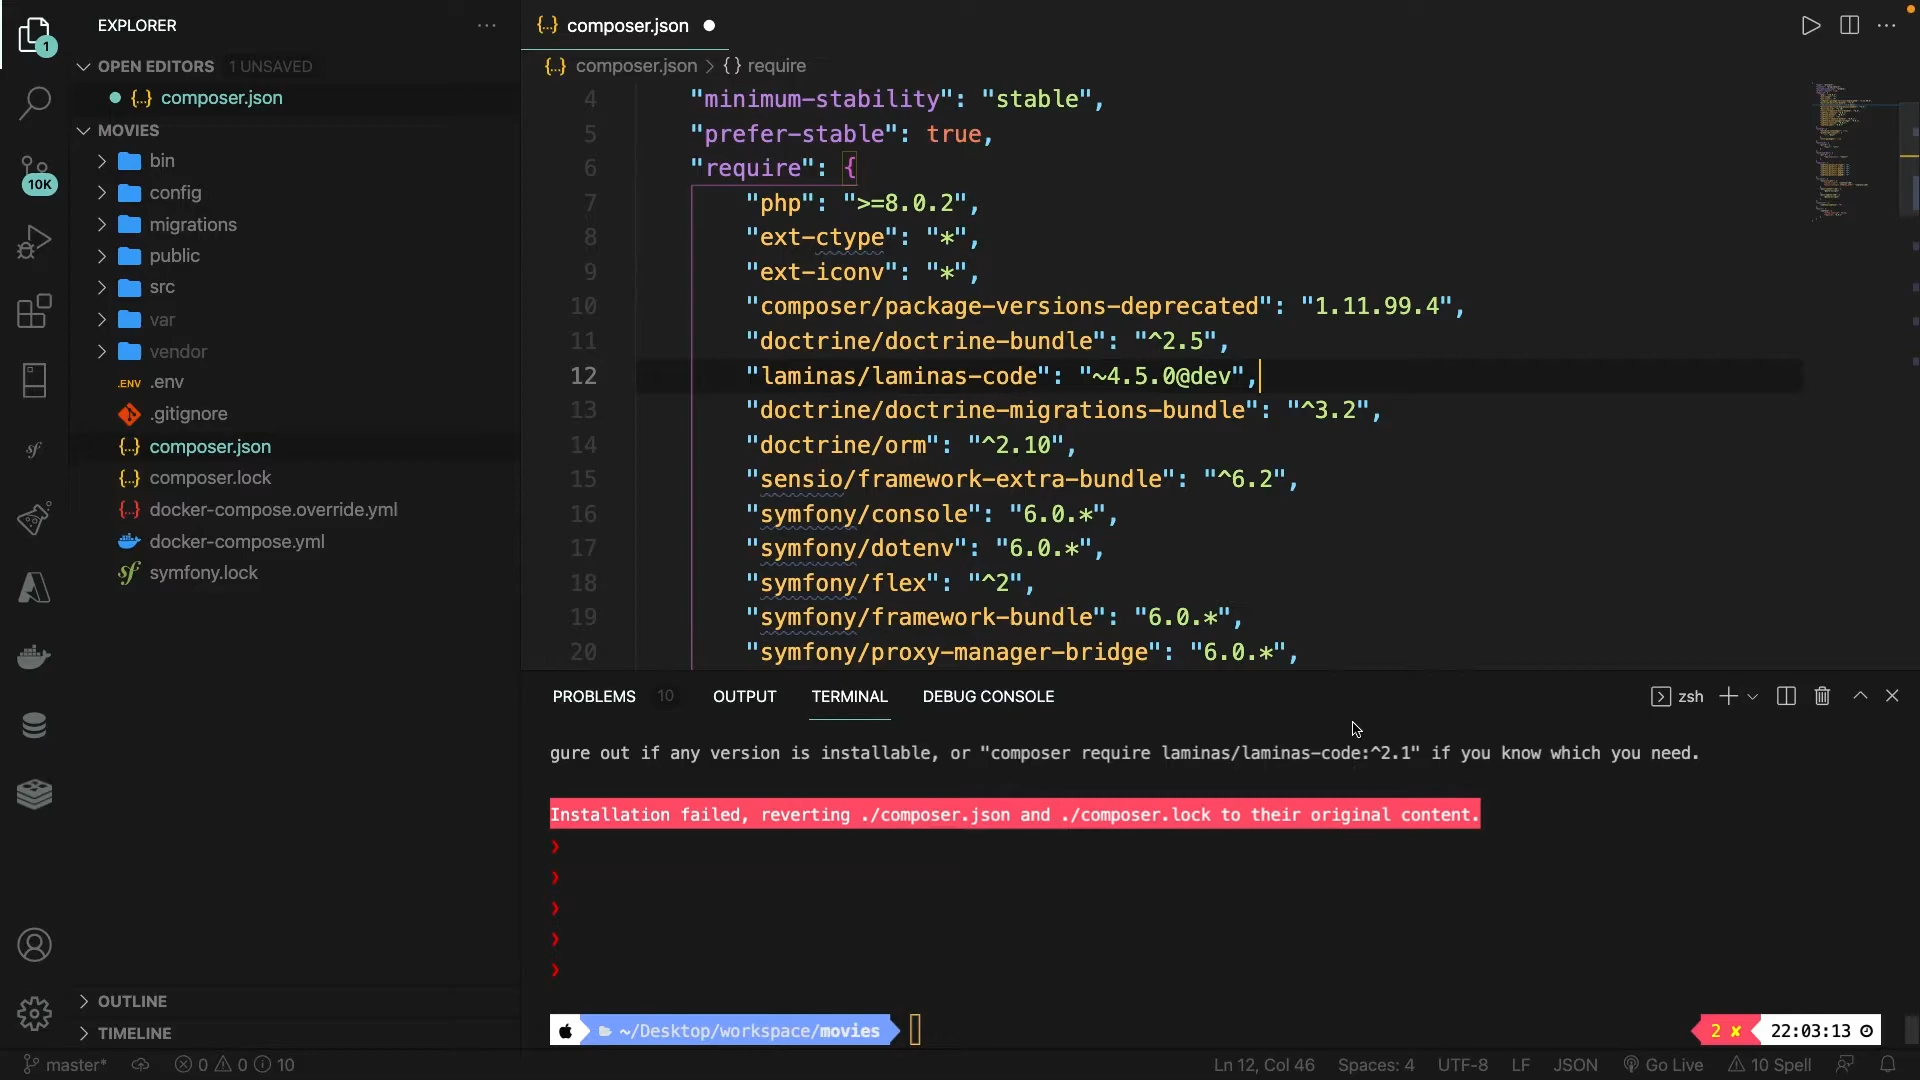 EXPLORER
OPEN EDITORS 1 UNSAVED
composer.json
MOVIES
bin
config
migrations
public
src
var
vendor
.ENV .env
.gitignore
composer.json
composer.lock
docker-compose.override.yml
docker-compose.yml
symfony.lock
OUTLINE
TIMELINE
1
10K
composer.json
composer.json > {} require
4 "minimum-stability": "stable",
5 "prefer-stable": true,
6 "require": {
7 "php": ">=8.0.2",
8 "ext-ctype": "*",
9 "ext-iconv": "*",
10 "composer/package-versions-deprecated": "1.11.99.4",
11 "doctrine/doctrine-bundle": "^2.5",
12 "laminas/laminas-code": "~4.5.0@dev",
13 "doctrine/doctrine-migrations-bundle": "^3.2",
14 "doctrine/orm": "^2.10",
15 "sensio/framework-extra-bundle": "^6.2",
16 "symfony/console": "6.0.*",
17 "symfony/dotenv": "6.0.*",
18 "symfony/flex": "^2",
19 "symfony/framework-bundle": "6.0.*",
20 "symfony/proxy-manager-bridge": "6.0.*",
PROBLEMS 10 OUTPUT TERMINAL DEBUG CONSOLE zsh
gure out if any version is installable, or "composer require laminas/laminas-code:^2.1" if you know which you need.
Installation failed, reverting ./composer.json and ./composer.lock to their original content.
❯
❯
❯
❯
❯
~/Desktop/workspace/movies 2 ✘ 22:03:13
master* 0 0 10 Ln 12, Col 46 Spaces: 4 UTF-8 LF JSON Go Live 10 Spell